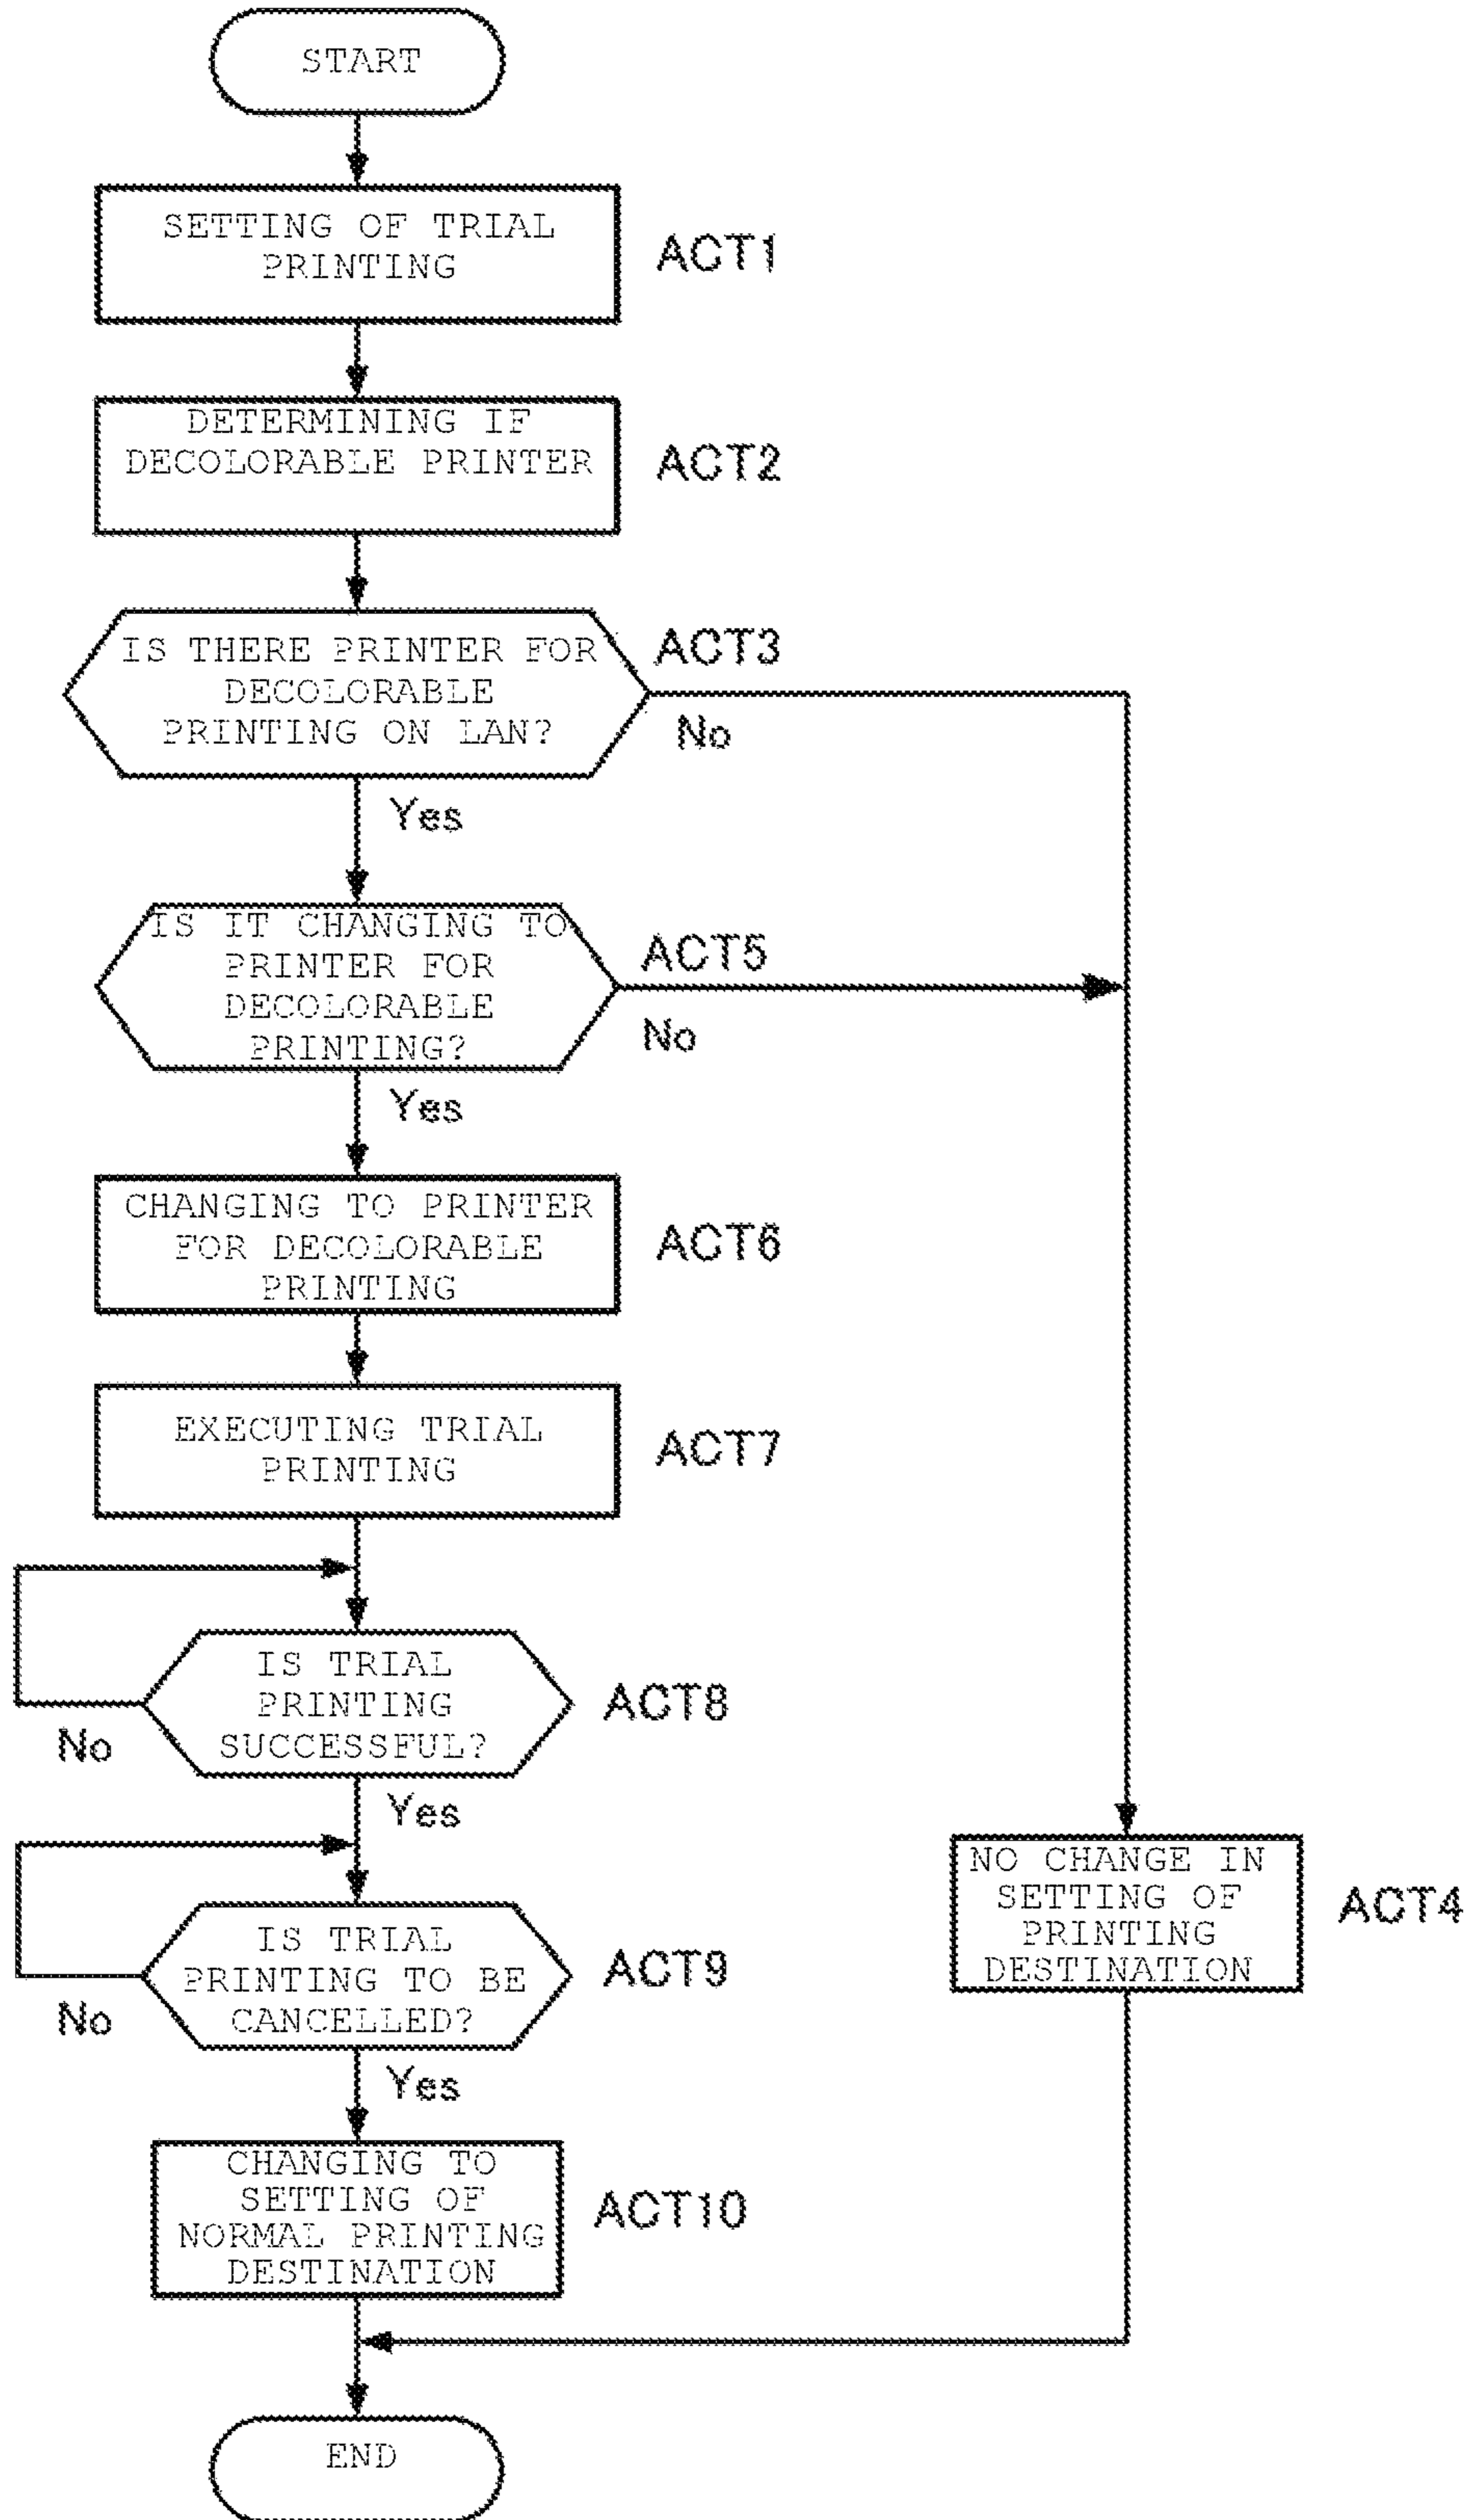 START
SETTING OF TRIAL
PRINTING
ACT1
DETERMINING IF
DECOLORABLE PRINTER
ACT2
IS THERE PRINTER FOR
DECOLORABLE
PRINTING ON LAN?
ACT3
No
Yes
IS IT CHANGING TO
PRINTER FOR
DECOLORABLE
PRINTING?
ACT5
No
Yes
CHANGING TO PRINTER
FOR DECOLORABLE
PRINTING
ACT6
EXECUTING TRIAL
PRINTING
ACT7
IS TRIAL
PRINTING
SUCCESSFUL?
ACT8
No
Yes
NO CHANGE IN
SETTING OF
PRINTING
DESTINATION
ACT4
IS TRIAL
PRINTING TO BE
CANCELLED?
ACT9
No
Yes
CHANGING TO
SETTING OF
NORMAL PRINTING
DESTINATION
ACT10
END